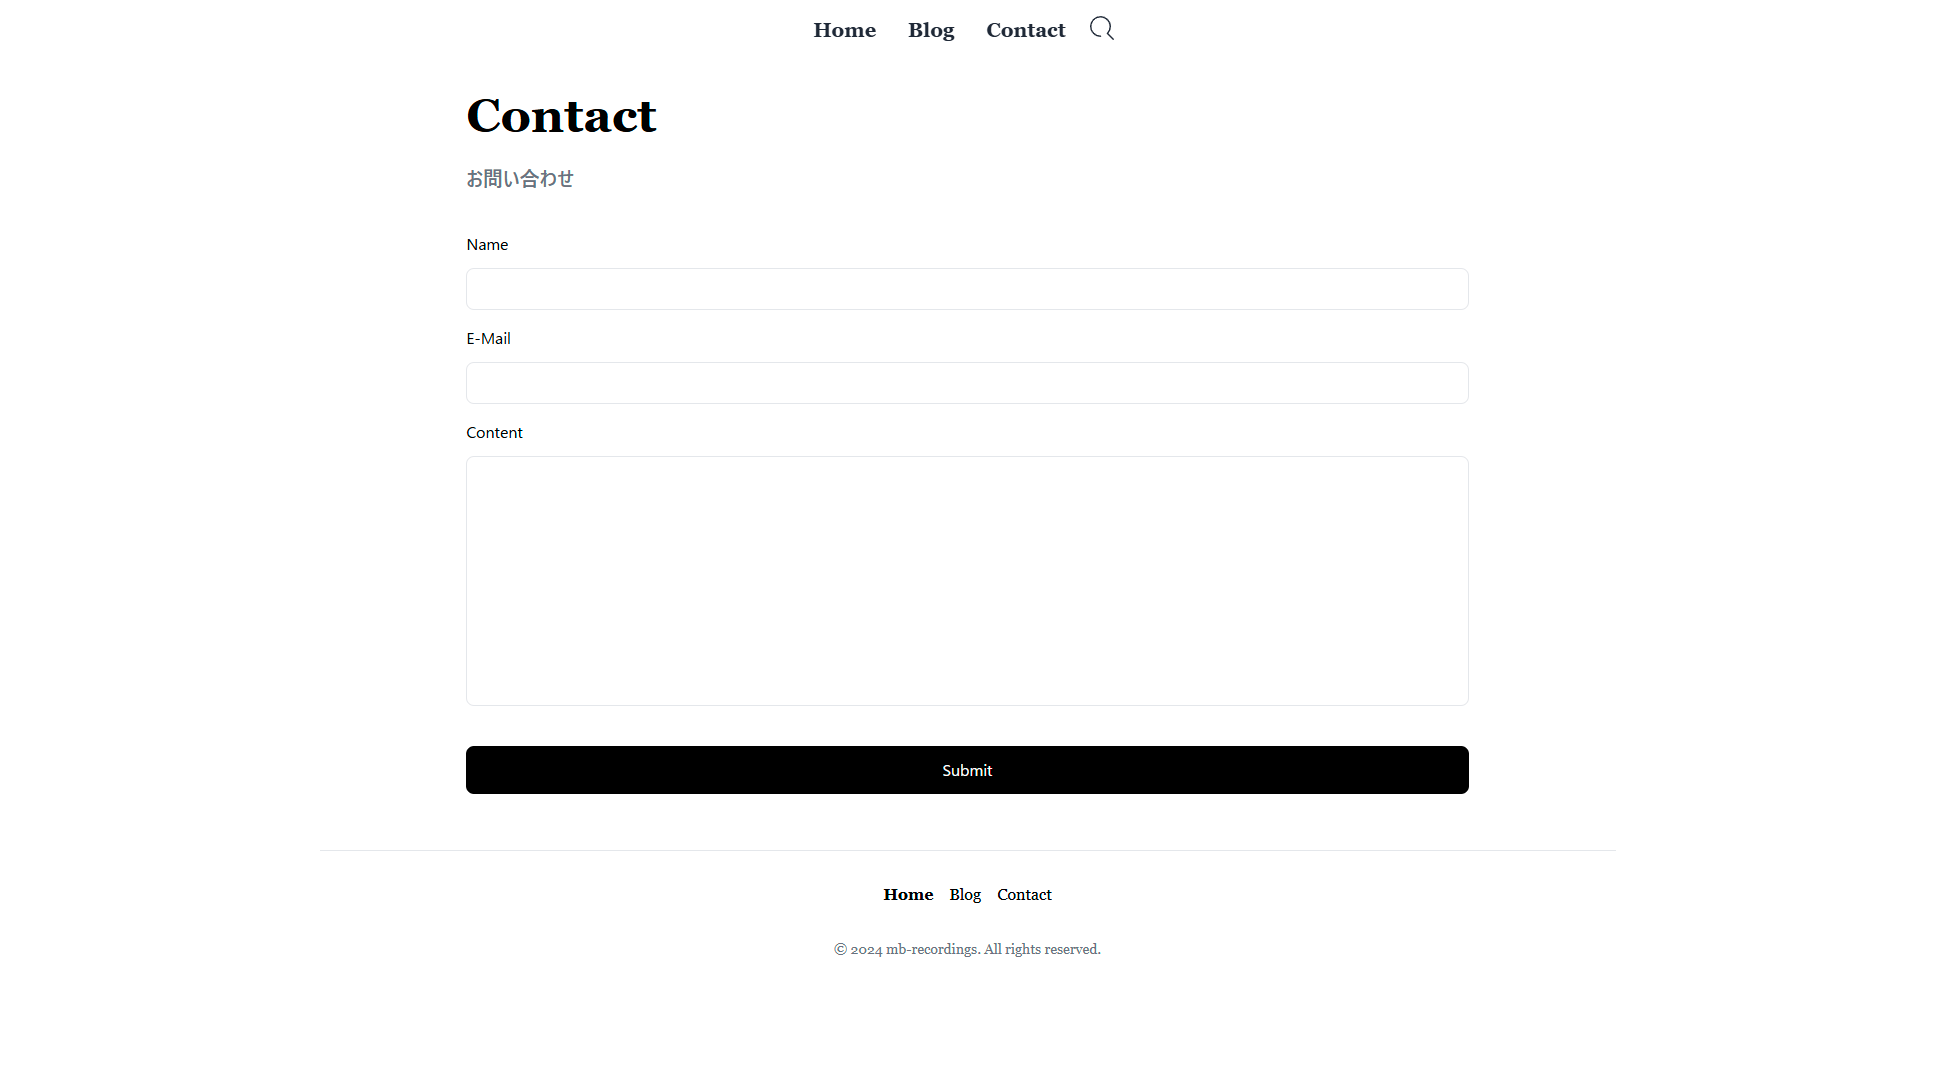 Home Blog Contact
Contact
お問い合わせ
Name
E-Mail
Content
Submit
Home Blog Contact
© 2024 mb-recordings. All rights reserved.